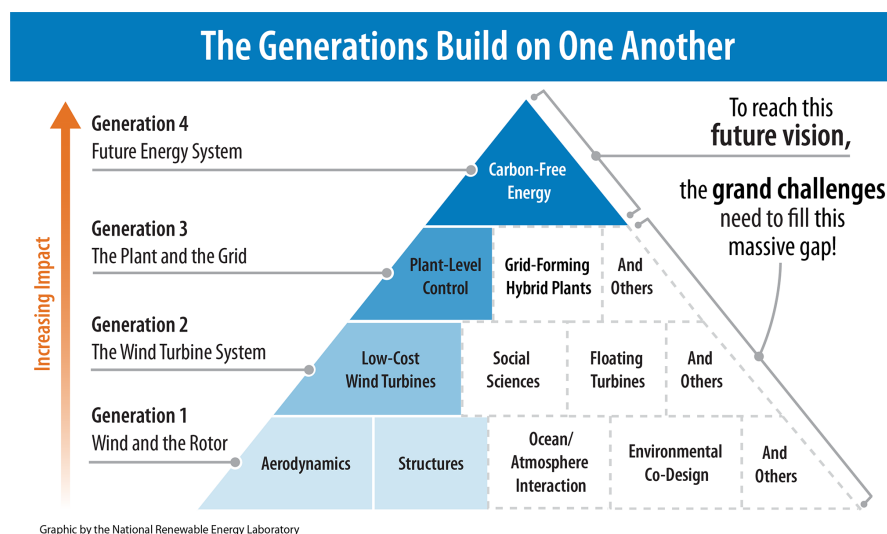 The Generations Build on One Another
Increasing Impact
Generation 4
Future Energy System
Generation 3
The Plant and the Grid
Generation 2
The Wind Turbine System
Generation 1
Wind and the Rotor
Carbon-Free
Energy
Plant-Level
Control
Grid-Forming
Hybrid Plants
And
Others
Low-Cost
Wind Turbines
Social
Sciences
Floating
Turbines
And
Others
Aerodynamics
Structures
Ocean/
Atmosphere
Interaction
Environmental
Co-Design
And
Others
To reach this
future vision,
the grand challenges
need to fill this
massive gap!
Graphic by the National Renewable Energy Laboratory